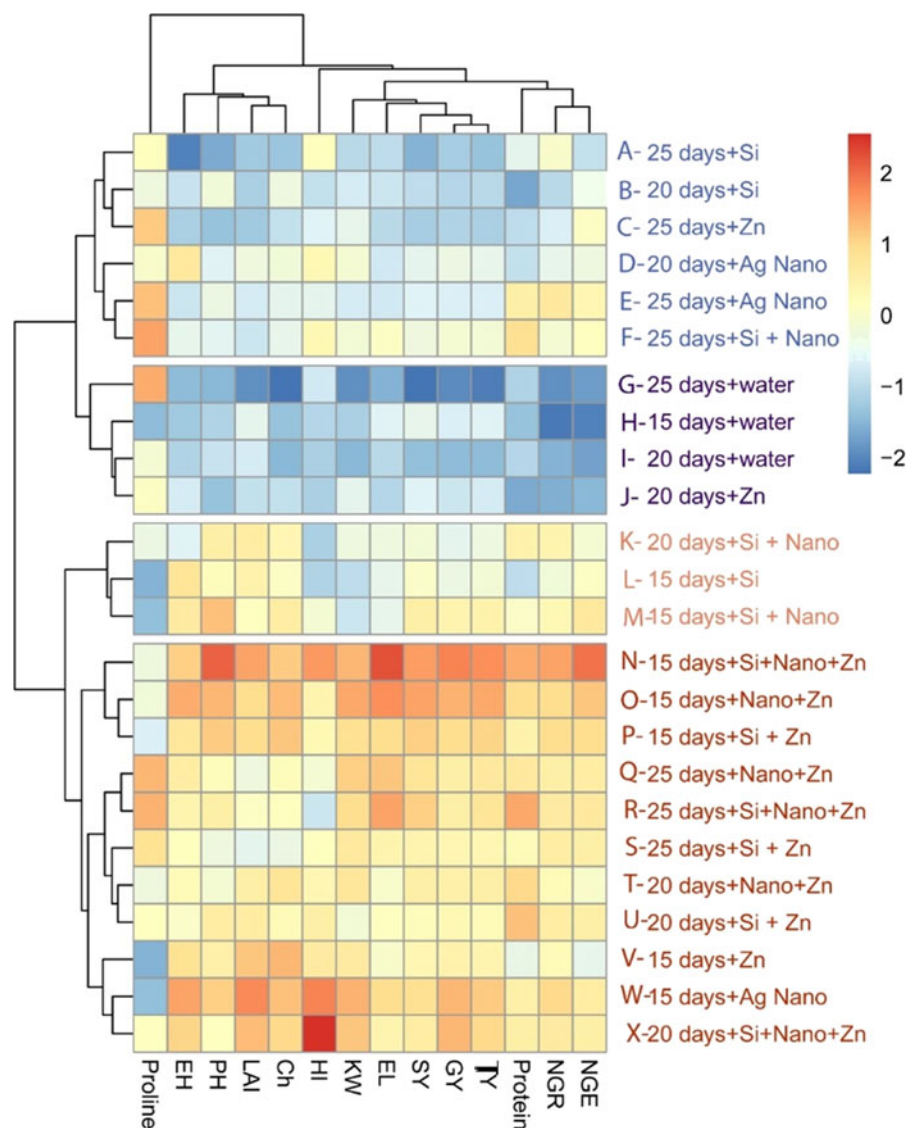 A- 25 days+Si
B- 20 days+Si
C- 25 days+Zn
D-20 days+Ag Nano
E- 25 days+Ag Nano
F- 25 days+Si + Nano
G- 25 days+water
H- 15 days+water
I- 20 days+water
J- 20 days+Zn
K- 20 days+Si + Nano
L- 15 days+Si
M-15 days+Si + Nano
N-15 days+Si+Nano+Zn
O-15 days+Nano+Zn
P- 15 days+Si + Zn
Q-25 days+Nano+Zn
R-25 days+Si+Nano+Zn
S-25 days+Si + Zn
T-20 days+Nano+Zn
U-20 days+Si + Zn
V- 15 days+Zn
W-15 days+Ag Nano
X-20 days+Si+Nano+Zn
2
1
0
−1
−2
Proline
EH
PH
LAI
Ch
HI
KW
EL
SY
GY
TY
Protein
NGR
NGE